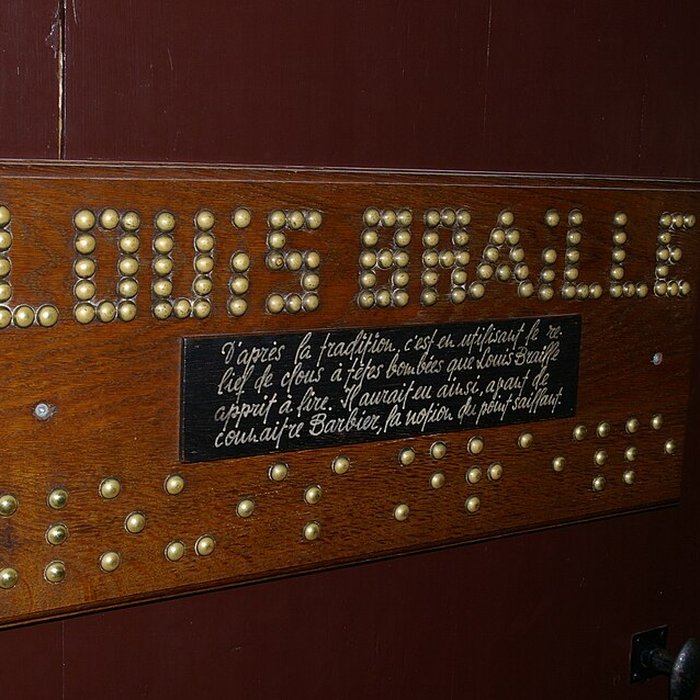 LOUIS BRAILLE
D'après la tradition, c'est en utilisant le re-
lief de clous à têtes bombées que Louis Braille
apprit à lire. Il aurait eu ainsi, avant de
connaitre Barbier, la notion du point saillant.